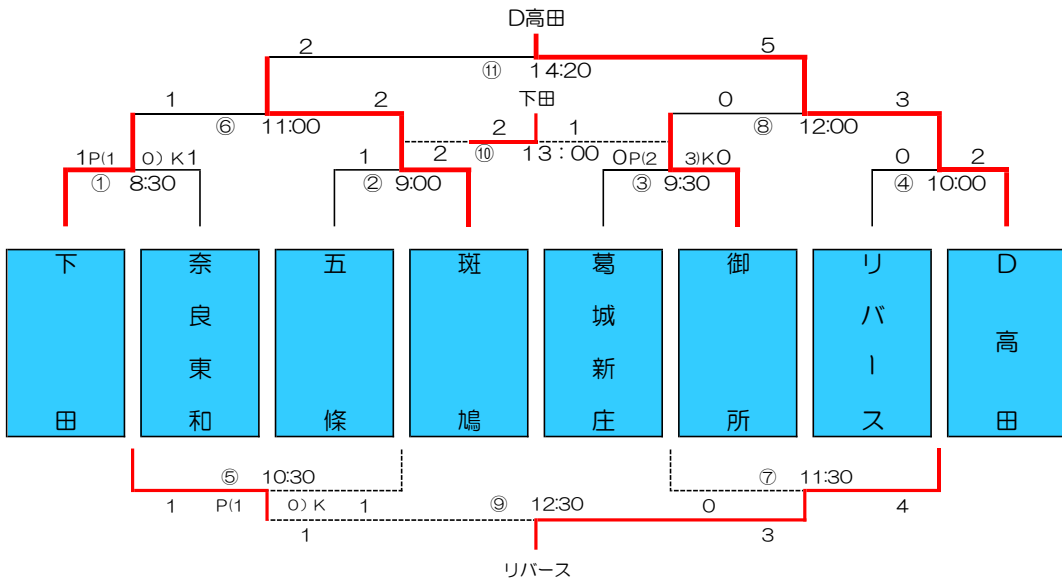 D高田
2 5
⑪ 14:20
下田
1 2 2 1 0 3
⑥ 11:00 ⑩ 13:00 ⑧ 12:00
1P(1 0)K1 1 2 0P(2 3)K0 0 2
① 8:30 ② 9:00 ③ 9:30 ④ 10:00
下田
奈良東和
五條
斑鳩
葛城新庄
御所
リバース
D高田
⑤ 10:30 ⑦ 11:30
1 P(1 0)K 1 ⑨ 12:30 0 4
1 3
リバース